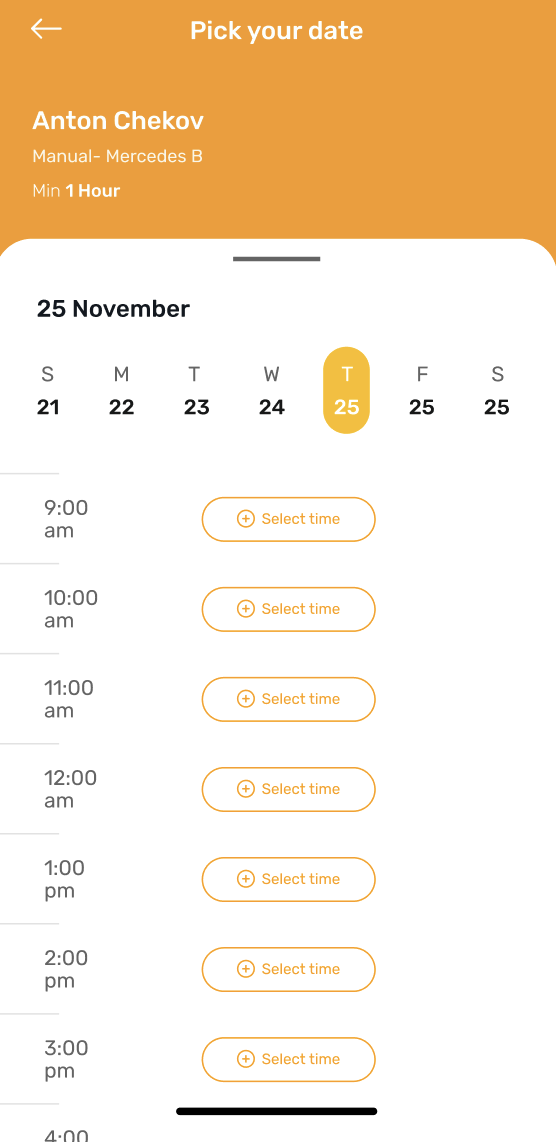 Pick your date
Anton Chekov
Manual- Mercedes B
Min 1 Hour
25 November
S M T W T F S
21 22 23 24 25 25 25
9:00
am
Select time
10:00
am
Select time
11:00
am
Select time
12:00
am
Select time
1:00
pm
Select time
2:00
pm
Select time
3:00
pm
Select time
4:00